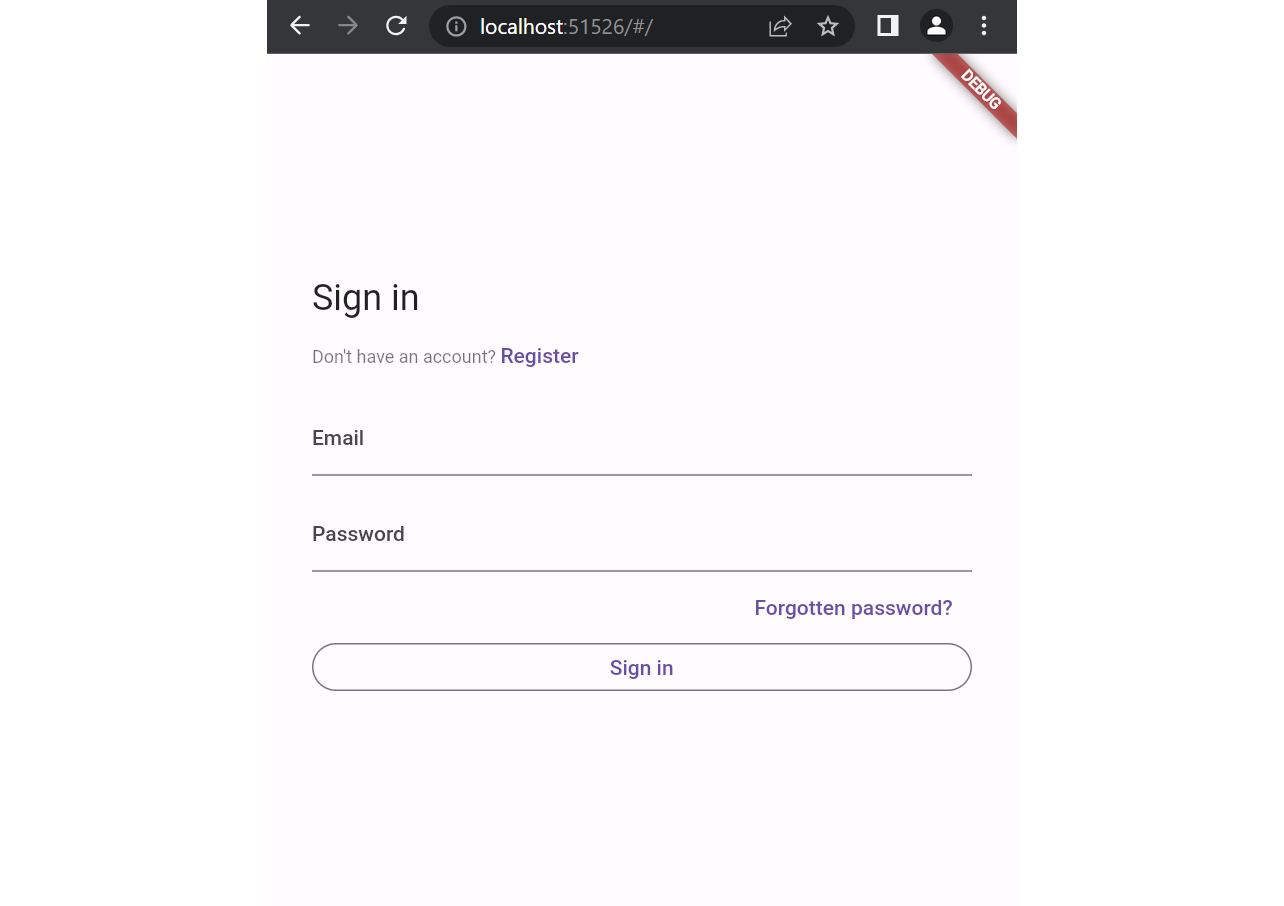 localhost:51526/#/
DEBUG
Sign in
Don't have an account? Register
Email
Password
Forgotten password?
Sign in